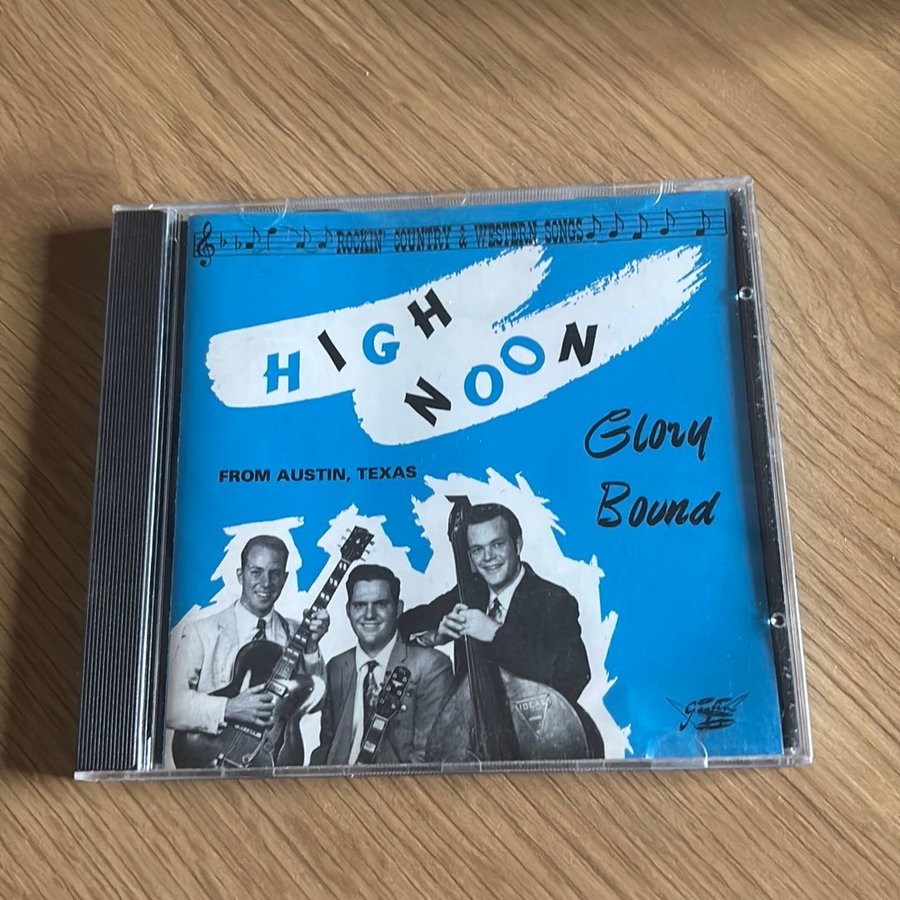 ROCKIN' COUNTRY & WESTERN SONGS
HIGH
NOON
Glory
Bound
FROM AUSTIN, TEXAS